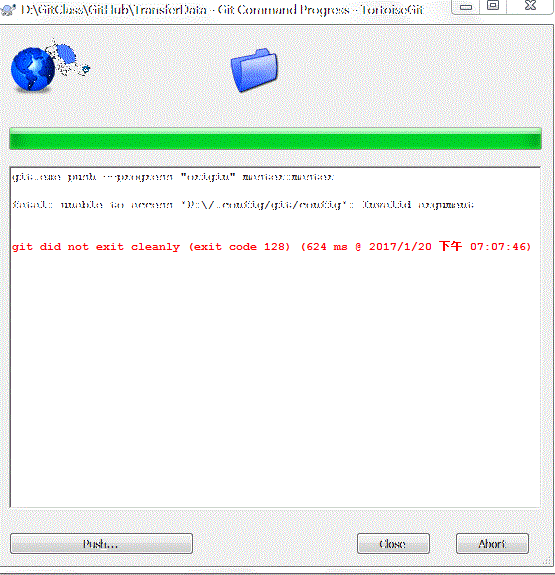 D:\GitClass\GitHub\TransferData - Git Command Progress - TortoiseGit
git.exe push --progress "origin" master:master
fatal: unable to access 'D:\/.config/git/config': Invalid argument
git did not exit cleanly (exit code 128) (624 ms @ 2017/1/20 下午 07:07:46)
Push...
Close
Abort